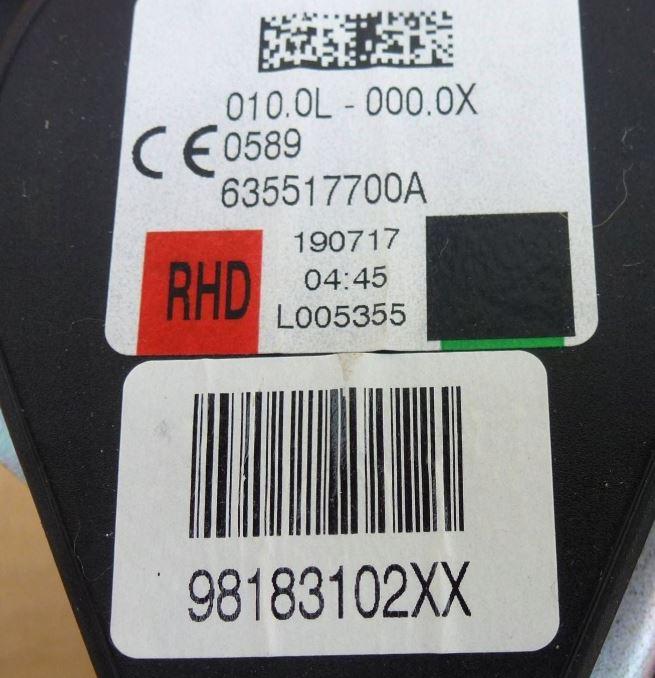 010.0L - 000.0X
CE 0589
635517700A
190717
RHD 04:45
L005355
98183102XX